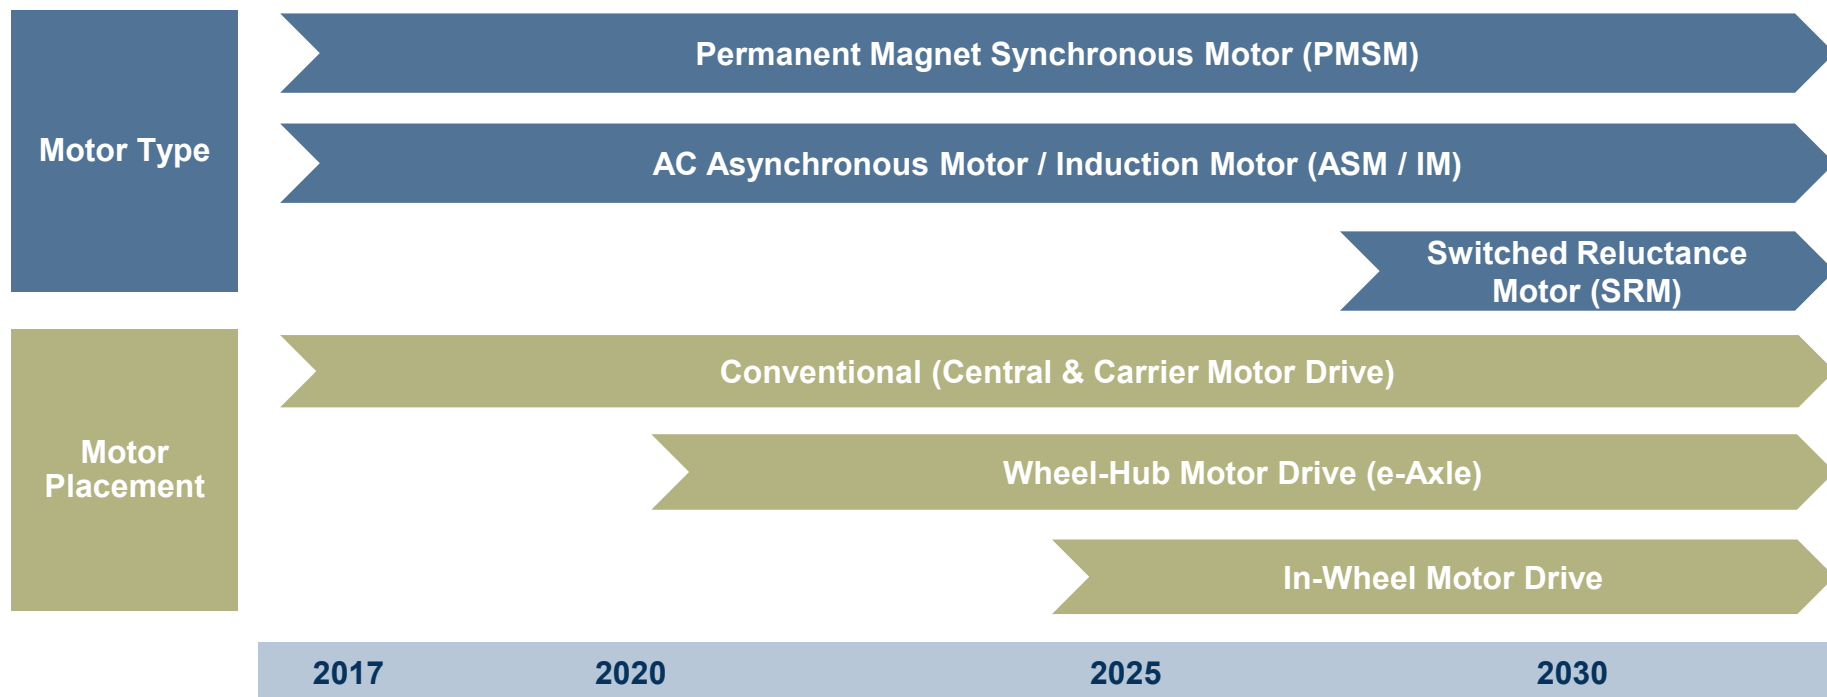 Motor Type
Permanent Magnet Synchronous Motor (PMSM)
AC Asynchronous Motor / Induction Motor (ASM / IM)
Switched Reluctance
Motor (SRM)
Motor
Placement
Conventional (Central & Carrier Motor Drive)
Wheel-Hub Motor Drive (e-Axle)
In-Wheel Motor Drive
2017 2020 2025 2030